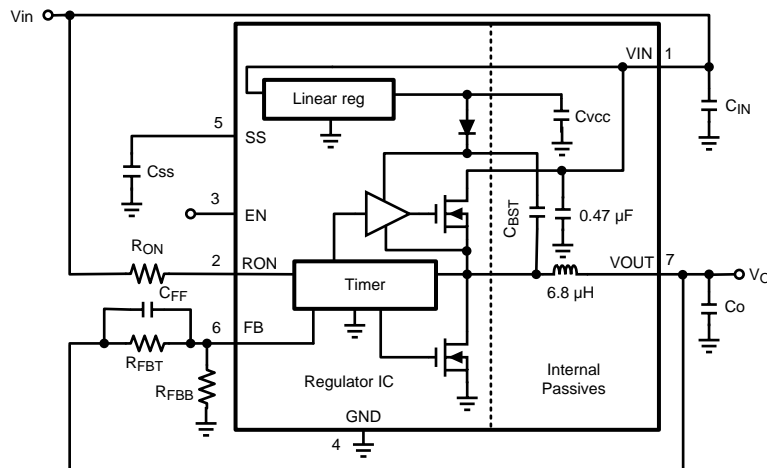 Vin
VIN 1
Linear reg
Cvcc
CIN
5
SS
Css
3
EN
CBST
0.47 µF
RON
2 RON
Timer
VOUT 7
VO
6.8 µH
Co
CFF
6 FB
RFBT
RFBB
Regulator IC
Internal
Passives
GND
4